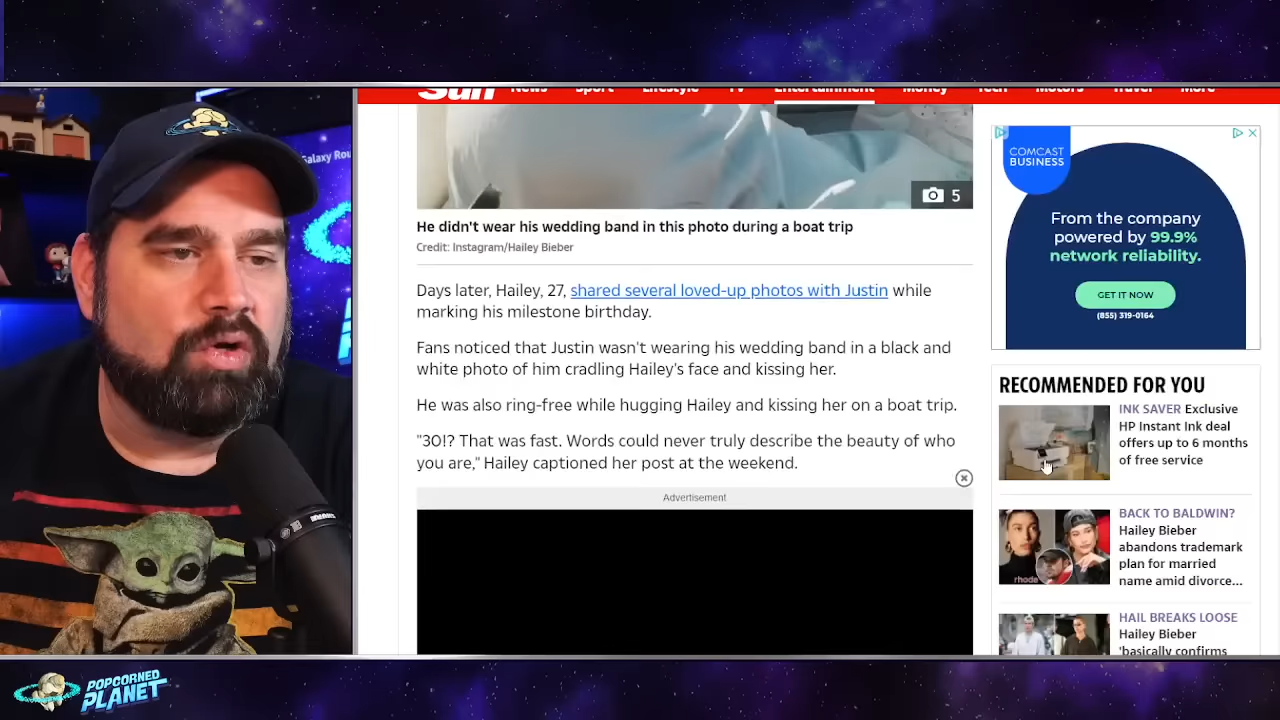 Sun News Sport Lifestyle TV Entertainment Money Tech Motors Travel More
Galaxy Rou
5
He didn't wear his wedding band in this photo during a boat trip
Credit: Instagram/Hailey Bieber
Days later, Hailey, 27, shared several loved-up photos with Justin while
marking his milestone birthday.
Fans noticed that Justin wasn't wearing his wedding band in a black and
white photo of him cradling Hailey's face and kissing her.
He was also ring-free while hugging Hailey and kissing her on a boat trip.
"30!? That was fast. Words could never truly describe the beauty of who
you are," Hailey captioned her post at the weekend.
Advertisement
COMCAST
BUSINESS
From the company
powered by 99.9%
network reliability.
GET IT NOW
(855) 319-0164
RECOMMENDED FOR YOU
INK SAVER Exclusive
HP Instant Ink deal
offers up to 6 months
of free service
rhode
BACK TO BALDWIN?
Hailey Bieber
abandons trademark
plan for married
name amid divorce...
HAIL BREAKS LOOSE
Hailey Bieber
'basically confirms
POPCORNED
PLANET